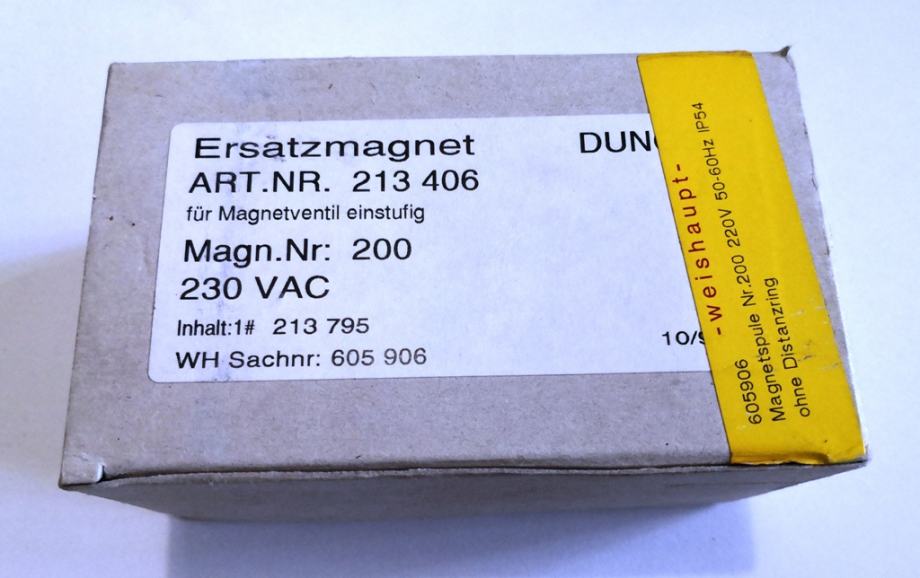 Ersatzmagnet
ART.NR. 213 406
für Magnetventil einstufig
Magn.Nr: 200
230 VAC
Inhalt:1# 213 795
WH Sachnr: 605 906
-weishaupt-
605906
Magnetspule Nr.200 220V 50-60Hz IP54
ohne Distanzring